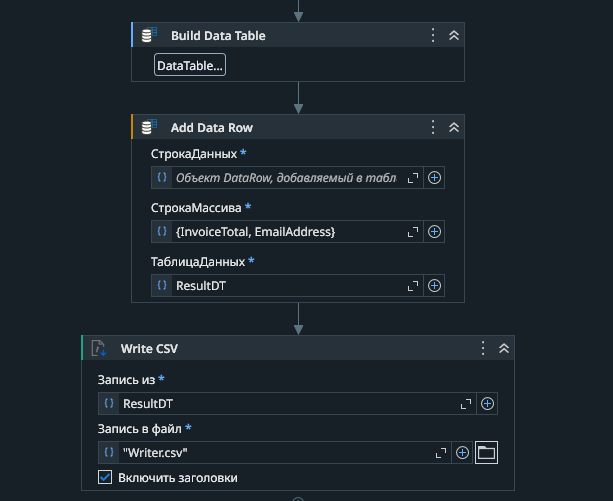 Build Data Table
DataTable...
Add Data Row
СтрокаДанных *
Объект DataRow, добавляемый в табл
СтрокаМассива *
{InvoiceTotal, EmailAddress}
ТаблицаДанных *
ResultDT
Write CSV
Запись из *
ResultDT
Запись в файл *
"Writer.csv"
Включить заголовки